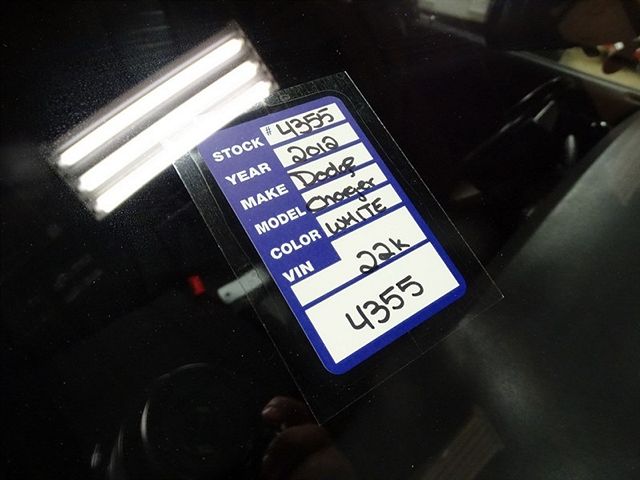 STOCK # 4355
YEAR 2012
MAKE Dodge
MODEL Charger
COLOR WHITE
VIN 22K
4355